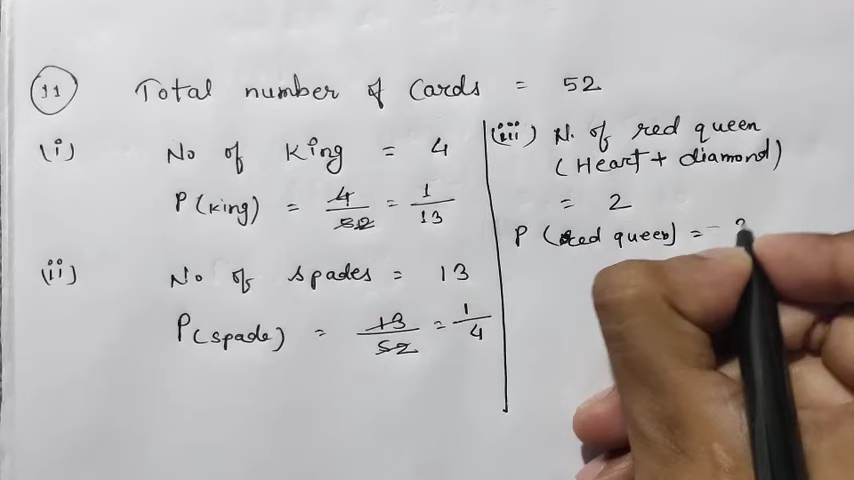 11 Total number of Cards = 52
(i) No of King = 4
P(king) = 4/52 = 1/13
(ii) No of spades = 13
P(spade) = 13/52 = 1/4
(iii) N. of red queen
(Heart + diamond)
= 2
P (Red queen) =